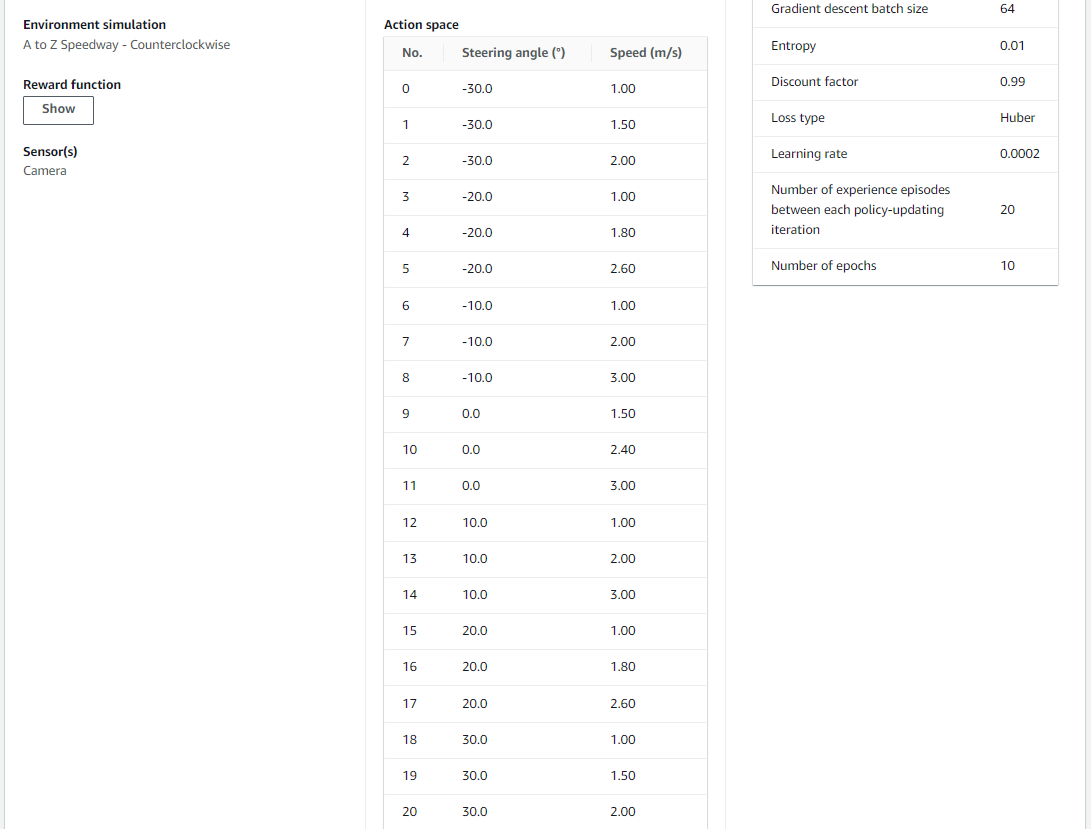 Environment simulation
A to Z Speedway - Counterclockwise
Reward function
Show
Sensor(s)
Camera
Action space
No. Steering angle (°) Speed (m/s)
0 -30.0 1.00
1 -30.0 1.50
2 -30.0 2.00
3 -20.0 1.00
4 -20.0 1.80
5 -20.0 2.60
6 -10.0 1.00
7 -10.0 2.00
8 -10.0 3.00
9 0.0 1.50
10 0.0 2.40
11 0.0 3.00
12 10.0 1.00
13 10.0 2.00
14 10.0 3.00
15 20.0 1.00
16 20.0 1.80
17 20.0 2.60
18 30.0 1.00
19 30.0 1.50
20 30.0 2.00
Gradient descent batch size 64
Entropy 0.01
Discount factor 0.99
Loss type Huber
Learning rate 0.0002
Number of experience episodes
between each policy-updating 20
iteration
Number of epochs 10